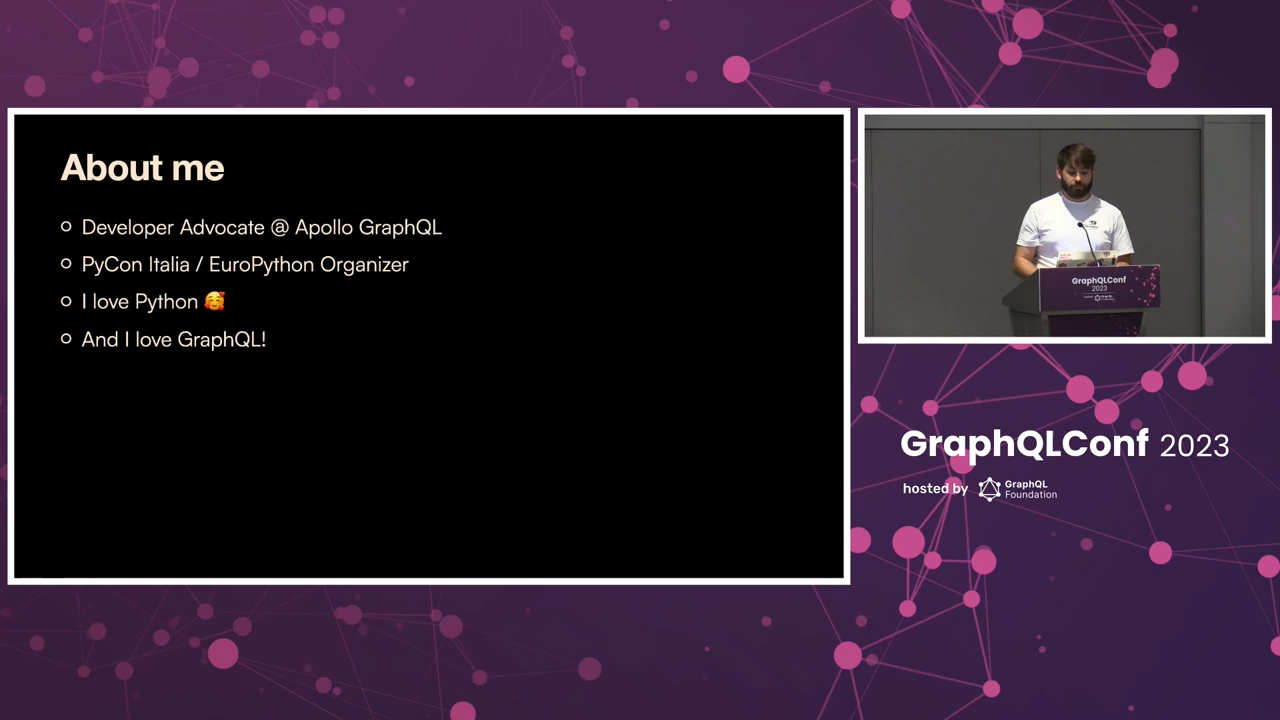 About me
Developer Advocate @ Apollo GraphQL
PyCon Italia / EuroPython Organizer
I love Python 🥰
And I love GraphQL!
GraphQLConf
2023
GraphQLConf 2023
hosted by GraphQL Foundation